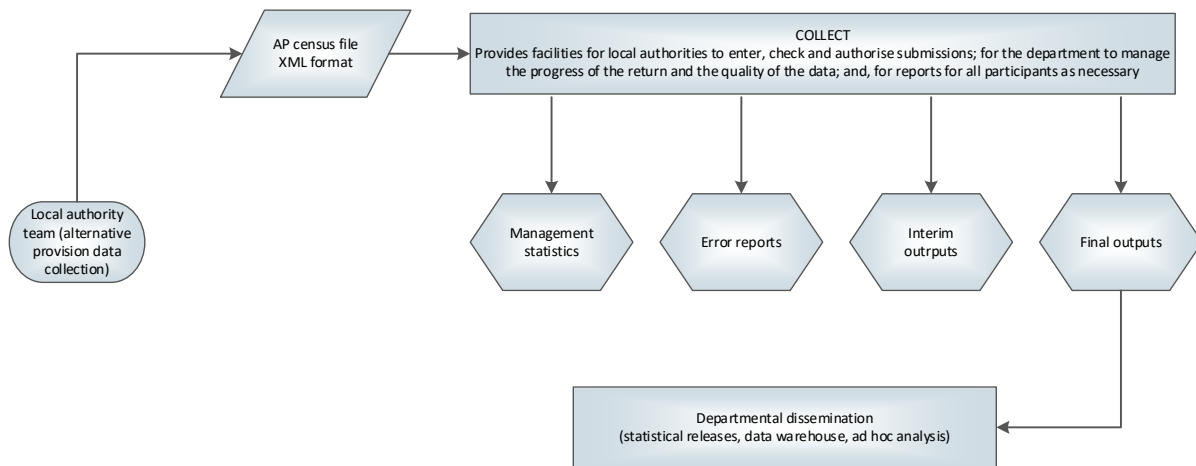 AP census file
XML format
COLLECT
Provides facilities for local authorities to enter, check and authorise submissions; for the department to manage
the progress of the return and the quality of the data; and, for reports for all participants as necessary
Local authority
team (alternative
provision data
collection)
Management
statistics
Error reports
Interim
outrputs
Final outputs
Departmental dissemination
(statistical releases, data warehouse, ad hoc analysis)